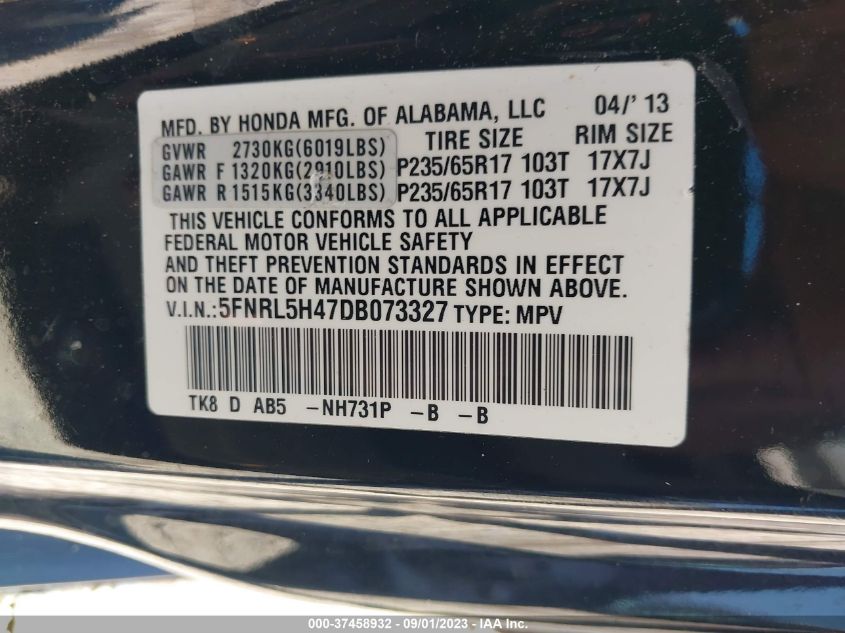 MFD. BY HONDA MFG. OF ALABAMA, LLC 04/' 13
GVWR 2730KG(6019LBS) TIRE SIZE RIM SIZE
GAWR F 1320KG(2910LBS) P235/65R17 103T 17X7J
GAWR R 1515KG(3340LBS) P235/65R17 103T 17X7J
THIS VEHICLE CONFORMS TO ALL APPLICABLE
FEDERAL MOTOR VEHICLE SAFETY
AND THEFT PREVENTION STANDARDS IN EFFECT
ON THE DATE OF MANUFACTURE SHOWN ABOVE.
V.I.N.:5FNRL5H47DB073327 TYPE: MPV
TK8 D AB5 -NH731P -B -B
000-37458932 - 09/01/2023 - IAAI.com